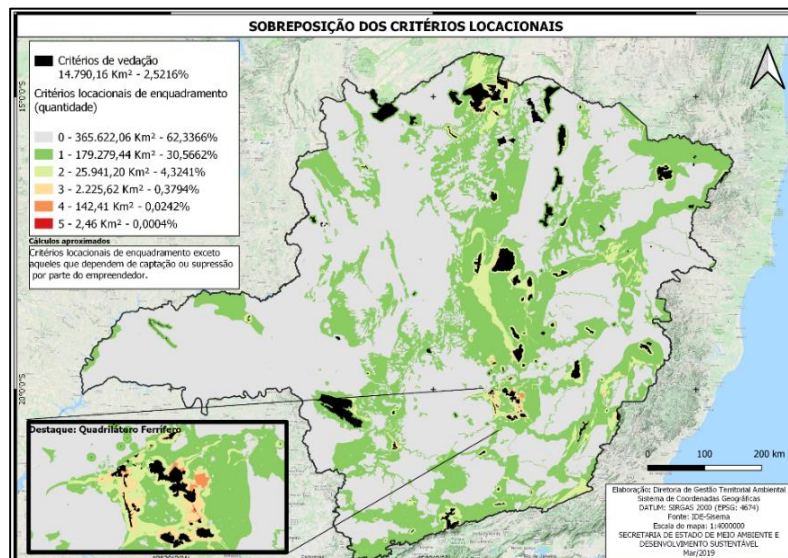 SOBREPOSIÇÃO DOS CRITÉRIOS LOCACIONAIS
Critérios de vedação
14.790,16 Km² - 2,5216%
Critérios locacionais de enquadramento
(quantidade)
0 - 365.622,06 Km² - 62,3366%
1 - 179.279,44 Km² - 30,5662%
2 - 25.941,20 Km² - 4,3241%
3 - 2.225,62 Km² - 0,3794%
4 - 142,41 Km² - 0,0242%
5 - 2,46 Km² - 0,0004%
Cálculos aproximados
Critérios locacionais de enquadramento exceto
aqueles que dependem de captação ou supressão
por parte do empreendedor.
15°0'0"S
20°0'0"S
Destaque: Quadrilátero Ferrífero
0 100 200 km
Elaboração: Diretoria de Gestão Territorial Ambiental
Sistema de Coordenadas Geográficas
DATUM: SIRGAS 2000 (EPSG: 4674)
Fonte: IDE-Sisema
Escala do mapa: 1:4000000
SECRETARIA DE ESTADO DE MEIO AMBIENTE E
DESENVOLVIMENTO SUSTENTÁVEL
Mar/2019